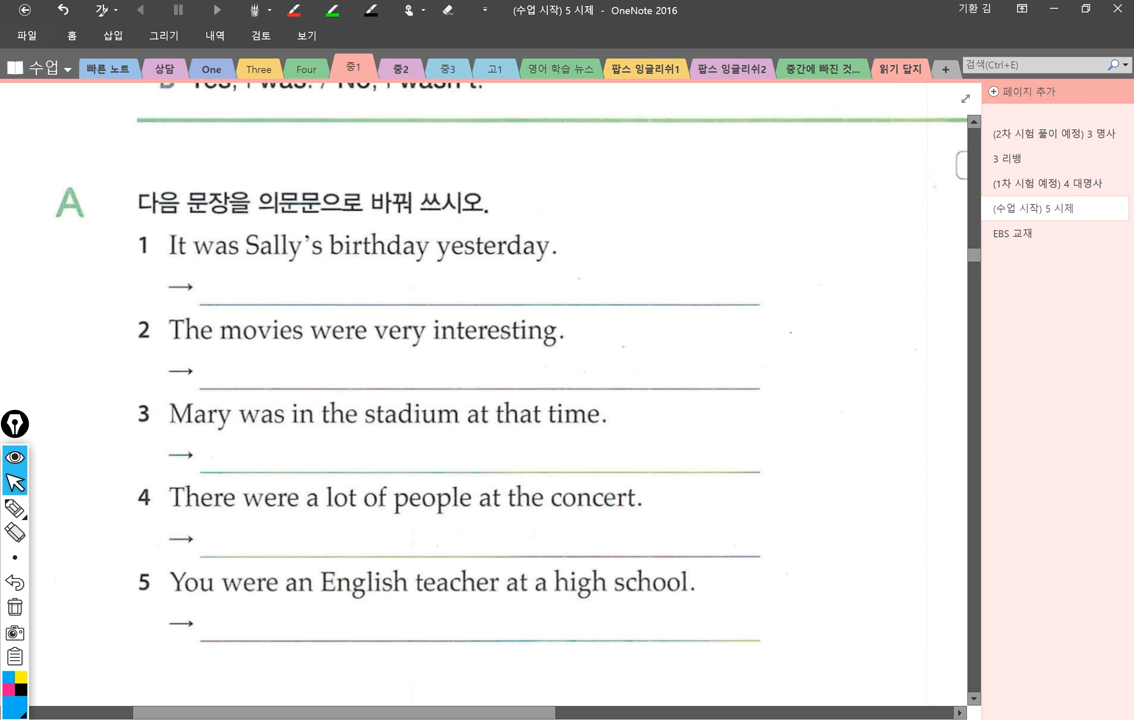 (수업 시작) 5 시제 - OneNote 2016
기환 김
파일 홈 삽입 그리기 내역 검토 보기
수업 빠른 노트 상담 One Three Four 중1 중2 중3 고1 영어 학습 뉴스 팝스 잉글리쉬1 팝스 잉글리쉬2 중간에 빠진 것... 읽기 답지 + 검색(Ctrl+E)
페이지 추가
(2차 시험 풀이 예정) 3 명사
3 리뱅
(1차 시험 예정) 4 대명사
(수업 시작) 5 시제
EBS 교재
A 다음 문장을 의문문으로 바꿔 쓰시오.
1 It was Sally's birthday yesterday.
→
2 The movies were very interesting.
→
3 Mary was in the stadium at that time.
→
4 There were a lot of people at the concert.
→
5 You were an English teacher at a high school.
→